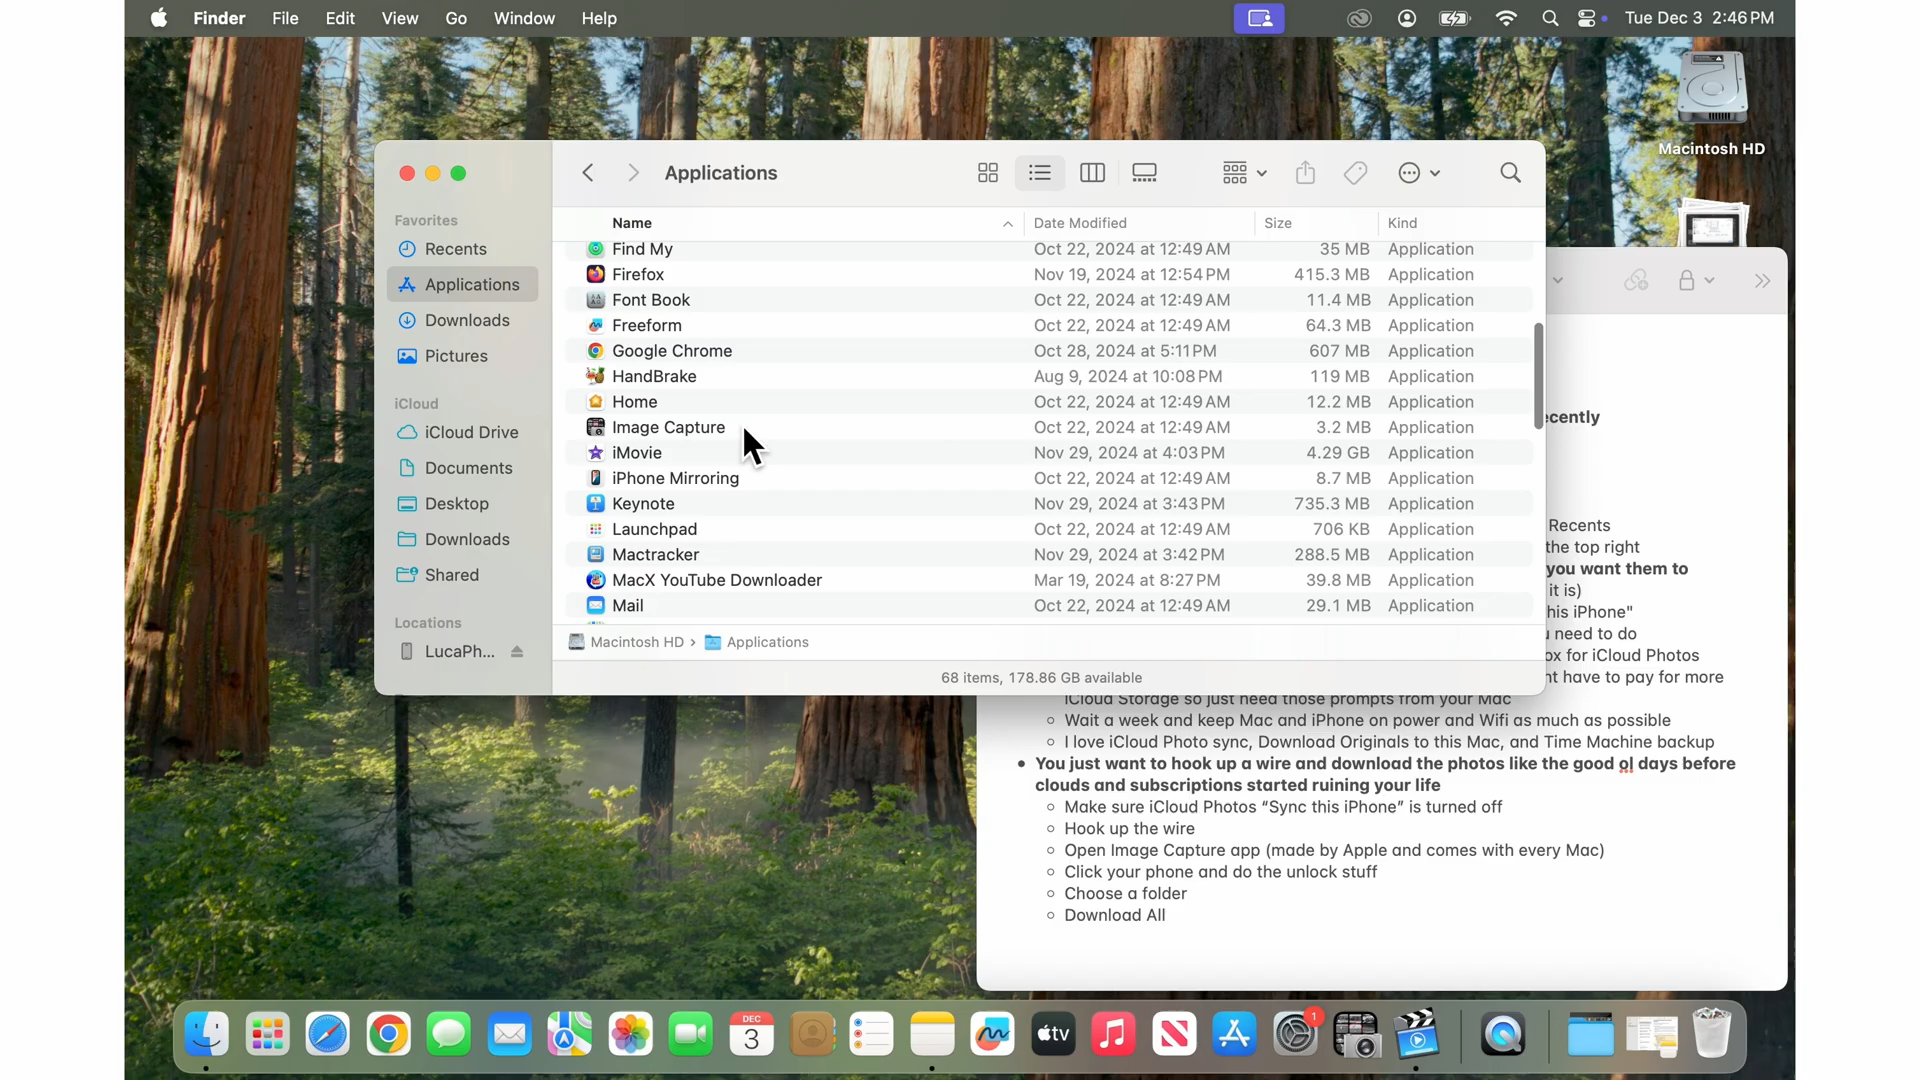 Finder File Edit View Go Window Help Tue Dec 3 2:46 PM
Macintosh HD
Applications
Favorites
Recents
Applications
Downloads
Pictures
iCloud
iCloud Drive
Documents
Desktop
Downloads
Shared
Locations
LucaPh...
Name Date Modified Size Kind
Find My Oct 22, 2024 at 12:49 AM 35 MB Application
Firefox Nov 19, 2024 at 12:54 PM 415.3 MB Application
Font Book Oct 22, 2024 at 12:49 AM 11.4 MB Application
Freeform Oct 22, 2024 at 12:49 AM 64.3 MB Application
Google Chrome Oct 28, 2024 at 5:11 PM 607 MB Application
HandBrake Aug 9, 2024 at 10:08 PM 119 MB Application
Home Oct 22, 2024 at 12:49 AM 12.2 MB Application
Image Capture Oct 22, 2024 at 12:49 AM 3.2 MB Application
iMovie Nov 29, 2024 at 4:03 PM 4.29 GB Application
iPhone Mirroring Oct 22, 2024 at 12:49 AM 8.7 MB Application
Keynote Nov 29, 2024 at 3:43 PM 735.3 MB Application
Launchpad Oct 22, 2024 at 12:49 AM 706 KB Application
Mactracker Nov 29, 2024 at 3:42 PM 288.5 MB Application
MacX YouTube Downloader Mar 19, 2024 at 8:27 PM 39.8 MB Application
Mail Oct 22, 2024 at 12:49 AM 29.1 MB Application
Macintosh HD › Applications
68 items, 178.86 GB available
ecently
Recents
the top right
you want them to
it is)
his iPhone"
need to do
ox for iCloud Photos
nt have to pay for more
iCloud Storage so just need those prompts from your Mac
◦ Wait a week and keep Mac and iPhone on power and Wifi as much as possible
◦ I love iCloud Photo sync, Download Originals to this Mac, and Time Machine backup
• You just want to hook up a wire and download the photos like the good ol days before
clouds and subscriptions started ruining your life
◦ Make sure iCloud Photos “Sync this iPhone” is turned off
◦ Hook up the wire
◦ Open Image Capture app (made by Apple and comes with every Mac)
◦ Click your phone and do the unlock stuff
◦ Choose a folder
◦ Download All
DEC
3
tv
1